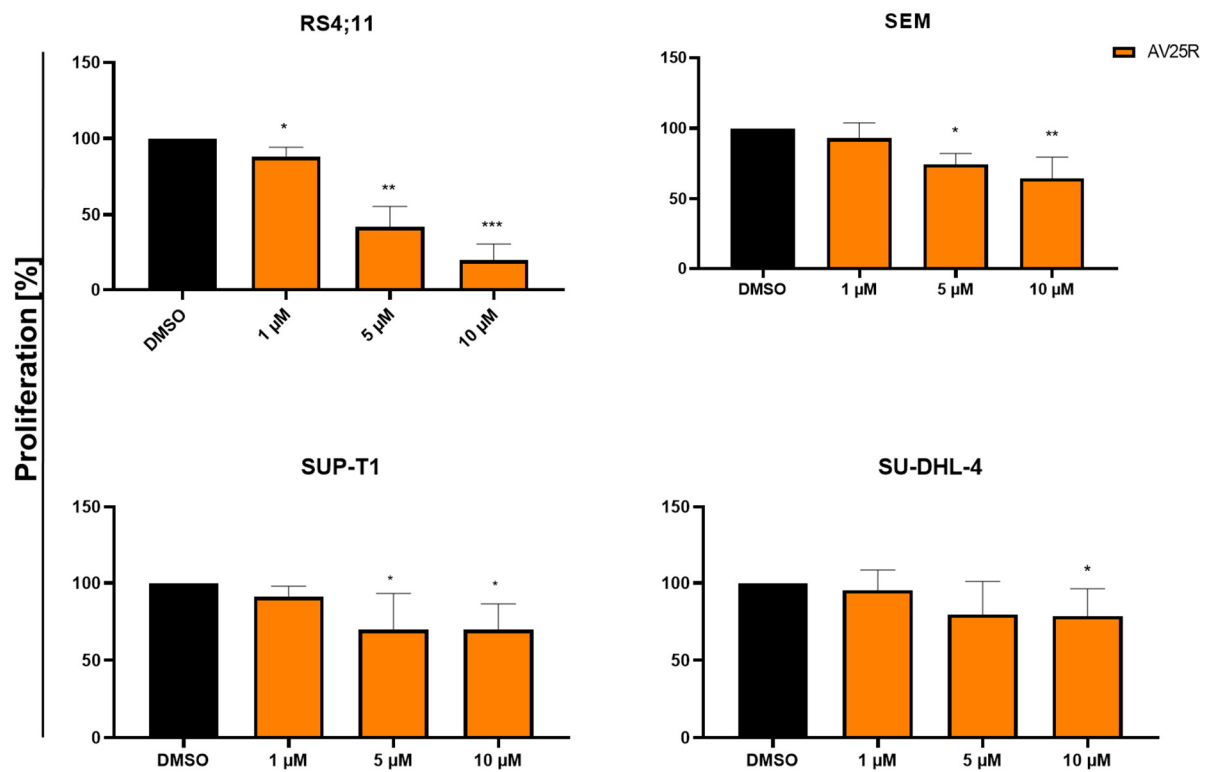 RS4;11
150
100
50
0
*
**
***
DMSO
1 µM
5 µM
10 µM
SEM
AV25R
150
100
50
0
*
**
DMSO
1 µM
5 µM
10 µM
Proliferation [%]
SUP-T1
150
100
50
0
*
*
DMSO
1 µM
5 µM
10 µM
SU-DHL-4
150
100
50
0
*
DMSO
1 µM
5 µM
10 µM